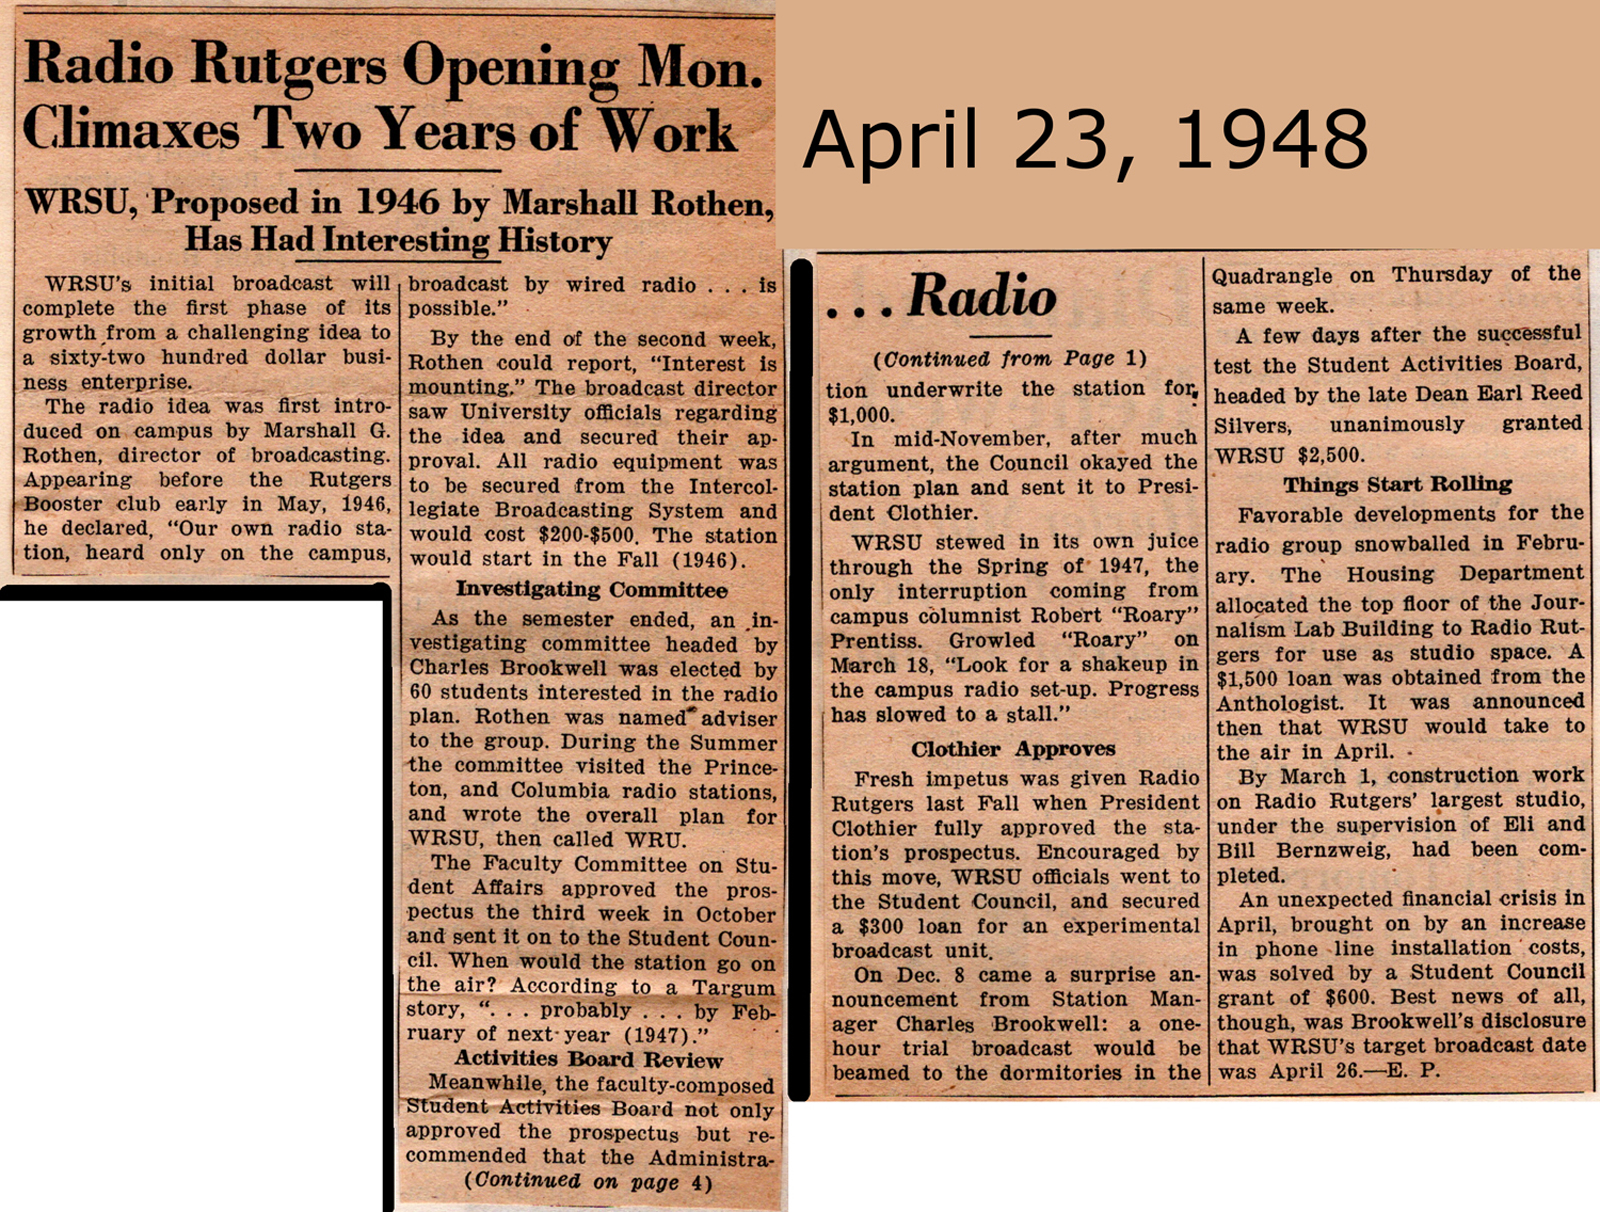 Radio Rutgers Opening Mon.
Climaxes Two Years of Work
WRSU, Proposed in 1946 by Marshall Rothen,
Has Had Interesting History
WRSU's initial broadcast will
complete the first phase of its
growth from a challenging idea to
a sixty-two hundred dollar busi-
ness enterprise.
The radio idea was first intro-
duced on campus by Marshall G.
Rothen, director of broadcasting.
Appearing before the Rutgers
Booster club early in May, 1946,
he declared, "Our own radio sta-
tion, heard only on the campus,
broadcast by wired radio . . . is
possible."
By the end of the second week,
Rothen could report, "Interest is
mounting." The broadcast director
saw University officials regarding
the idea and secured their ap-
proval. All radio equipment was
to be secured from the Intercol-
legiate Broadcasting System and
would cost $200-$500. The station
would start in the Fall (1946).
Investigating Committee
As the semester ended, an in-
vestigating committee headed by
Charles Brookwell was elected by
60 students interested in the radio
plan. Rothen was named adviser
to the group. During the Summer
the committee visited the Prince-
ton, and Columbia radio stations,
and wrote the overall plan for
WRSU, then called WRU.
The Faculty Committee on Stu-
dent Affairs approved the pros-
pectus the third week in October
and sent it on to the Student Coun-
cil. When would the station go on
the air? According to a Targum
story, ". . . probably . . . by Feb-
ruary of next year (1947)."
Activities Board Review
Meanwhile, the faculty-composed
Student Activities Board not only
approved the prospectus but re-
commended that the Administra-
(Continued on page 4)
April 23, 1948
. . . Radio
(Continued from Page 1)
tion underwrite the station for
$1,000.
In mid-November, after much
argument, the Council okayed the
station plan and sent it to Presi-
dent Clothier.
WRSU stewed in its own juice
through the Spring of 1947, the
only interruption coming from
campus columnist Robert "Roary"
Prentiss. Growled "Roary" on
March 18, "Look for a shakeup in
the campus radio set-up. Progress
has slowed to a stall."
Clothier Approves
Fresh impetus was given Radio
Rutgers last Fall when President
Clothier fully approved the sta-
tion's prospectus. Encouraged by
this move, WRSU officials went to
the Student Council, and secured
a $300 loan for an experimental
broadcast unit.
On Dec. 8 came a surprise an-
nouncement from Station Man-
ager Charles Brookwell: a one-
hour trial broadcast would be
beamed to the dormitories in the
Quadrangle on Thursday of the
same week.
A few days after the successful
test the Student Activities Board,
headed by the late Dean Earl Reed
Silvers, unanimously granted
WRSU $2,500.
Things Start Rolling
Favorable developments for the
radio group snowballed in Febru-
ary. The Housing Department
allocated the top floor of the Jour-
nalism Lab Building to Radio Rut-
gers for use as studio space. A
$1,500 loan was obtained from the
Anthologist. It was announced
then that WRSU would take to
the air in April.
By March 1, construction work
on Radio Rutgers' largest studio,
under the supervision of Eli and
Bill Bernzweig, had been com-
pleted.
An unexpected financial crisis in
April, brought on by an increase
in phone line installation costs,
was solved by a Student Council
grant of $600. Best news of all,
though, was Brookwell's disclosure
that WRSU's target broadcast date
was April 26.—E. P.